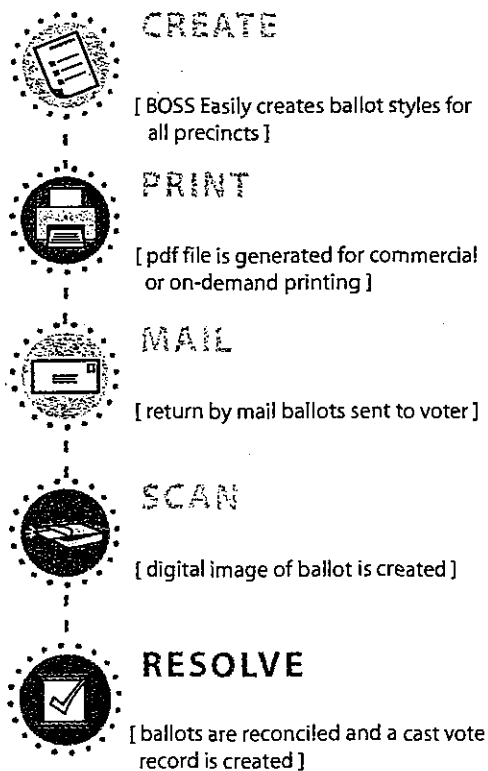 CREATE
[ BOSS Easily creates ballot styles for
all precincts ]
PRINT
[ pdf file is generated for commercial
or on-demand printing ]
MAIL
[ return by mail ballots sent to voter ]
SCAN
[ digital image of ballot is created ]
RESOLVE
[ ballots are reconciled and a cast vote
record is created ]